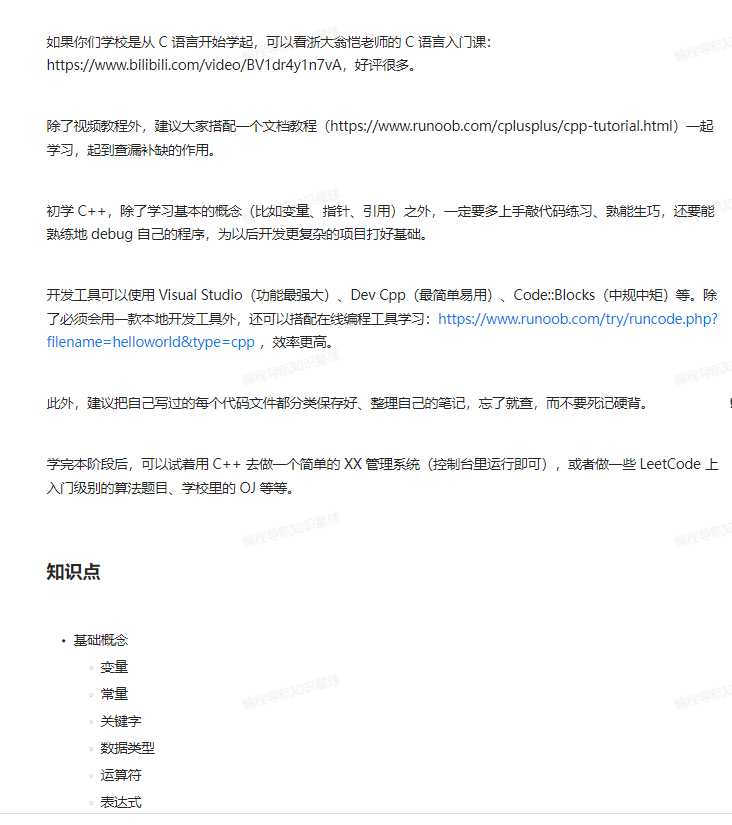 如果你们学校是从 C 语言开始学起，可以看浙大翁恺老师的 C 语言入门课：
https://www.bilibili.com/video/BV1dr4y1n7vA，好评很多。
除了视频教程外，建议大家搭配一个文档教程（https://www.runoob.com/cplusplus/cpp-tutorial.html）一起
学习，起到查漏补缺的作用。
初学 C++，除了学习基本的概念（比如变量、指针、引用）之外，一定要多上手敲代码练习、熟能生巧，还要能
熟练地 debug 自己的程序，为以后开发更复杂的项目打好基础。
开发工具可以使用 Visual Studio（功能最强大）、Dev Cpp（最简单易用）、Code::Blocks（中规中矩）等。除
了必须会用一款本地开发工具外，还可以搭配在线编程工具学习：https://www.runoob.com/try/runcode.php?
filename=helloworld&type=cpp ，效率更高。
此外，建议把自己写过的每个代码文件都分类保存好、整理自己的笔记，忘了就查，而不要死记硬背。
学完本阶段后，可以试着用 C++ 去做一个简单的 XX 管理系统（控制台里运行即可），或者做一些 LeetCode 上
入门级别的算法题目、学校里的 OJ 等等。
编程导航知识星球
知识点
• 基础概念
◦ 变量
◦ 常量
编程导航知识星球
◦ 关键字
◦ 数据类型
◦ 运算符
◦ 表达式